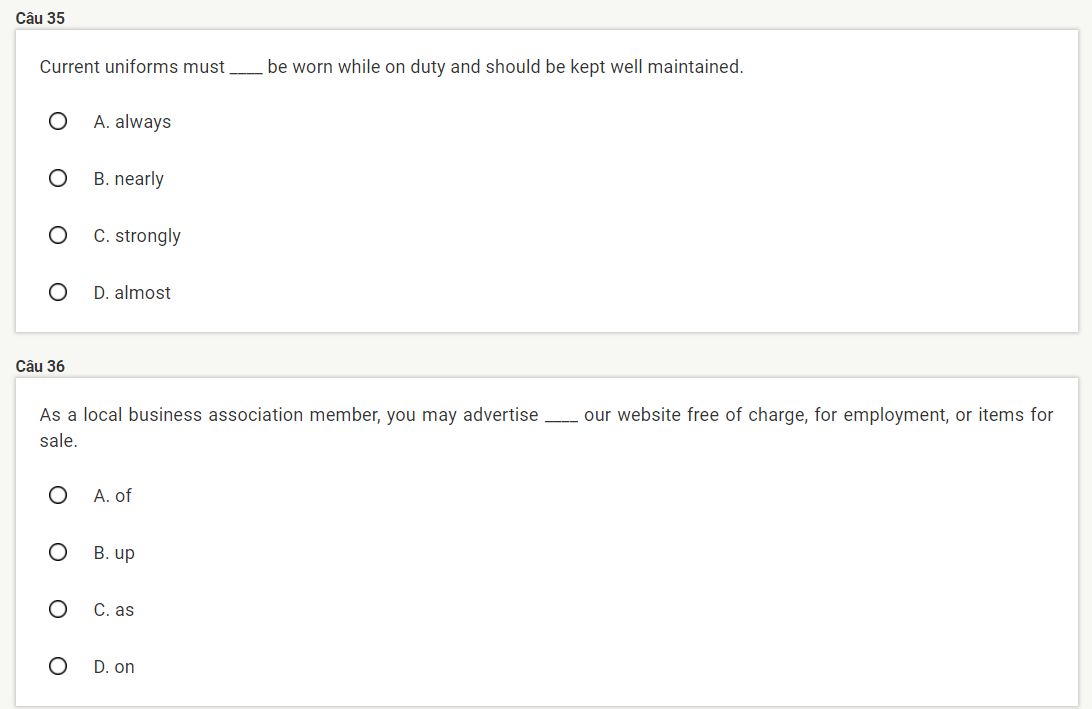 Câu 35
Current uniforms must ____ be worn while on duty and should be kept well maintained.
A. always
B. nearly
C. strongly
D. almost
Câu 36
As a local business association member, you may advertise ____ our website free of charge, for employment, or items for
sale.
A. of
B. up
C. as
D. on